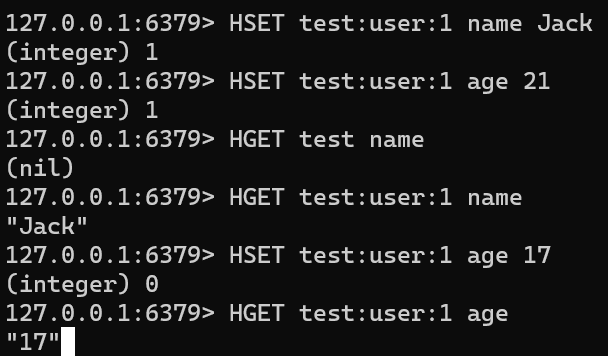 127.0.0.1:6379> HSET test:user:1 name Jack
(integer) 1
127.0.0.1:6379> HSET test:user:1 age 21
(integer) 1
127.0.0.1:6379> HGET test name
(nil)
127.0.0.1:6379> HGET test:user:1 name
"Jack"
127.0.0.1:6379> HSET test:user:1 age 17
(integer) 0
127.0.0.1:6379> HGET test:user:1 age
"17"